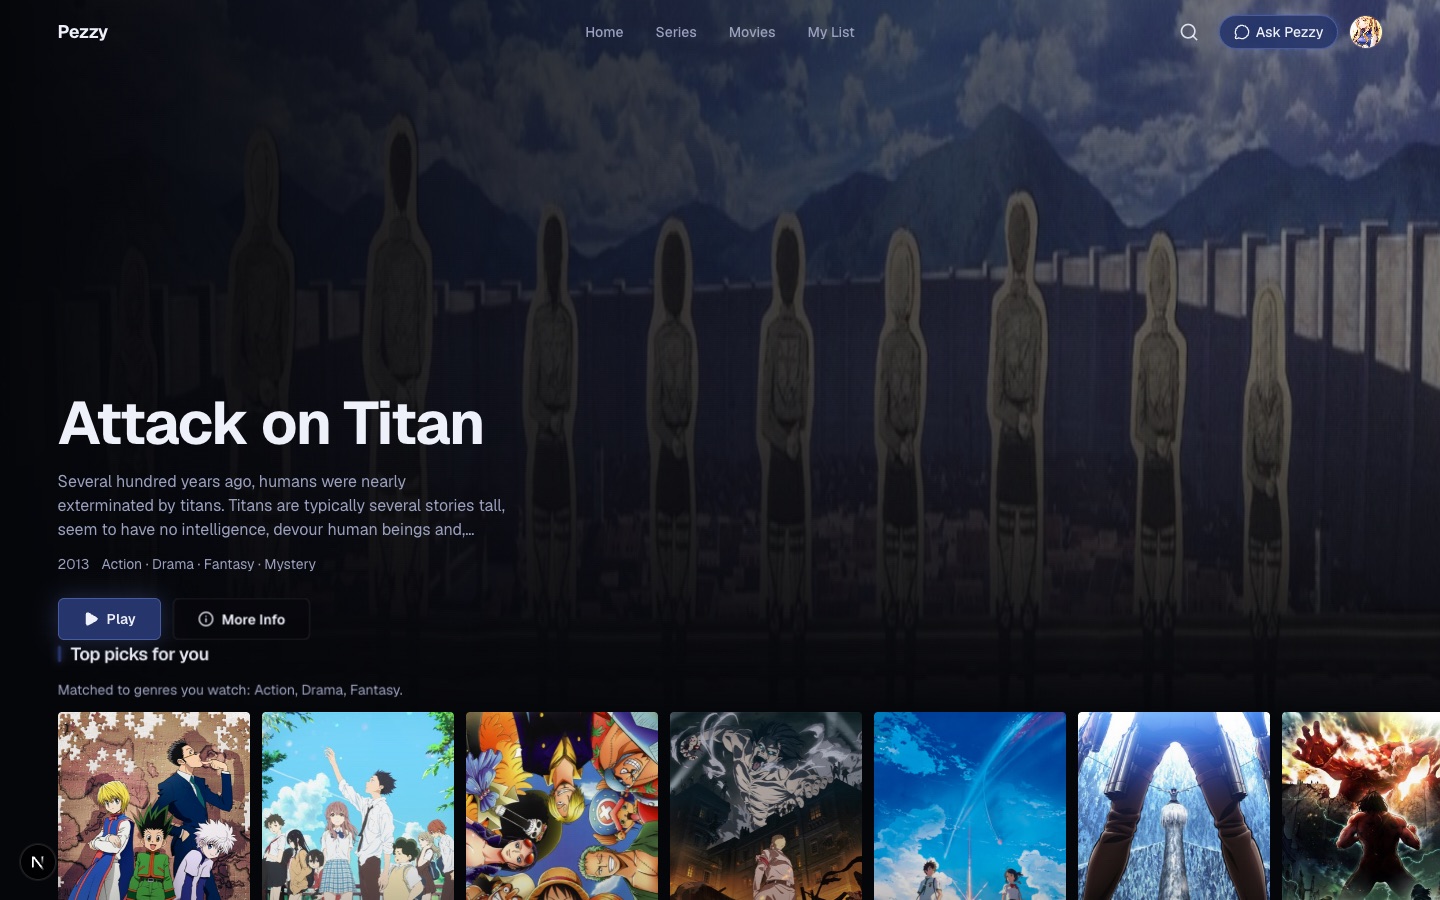 Pezzy
Home
Series
Movies
My List
Ask Pezzy
Attack on Titan
Several hundred years ago, humans were nearly
exterminated by titans. Titans are typically several stories tall,
seem to have no intelligence, devour human beings and,...
2013 Action · Drama · Fantasy · Mystery
Play
More Info
Top picks for you
Matched to genres you watch: Action, Drama, Fantasy.
N